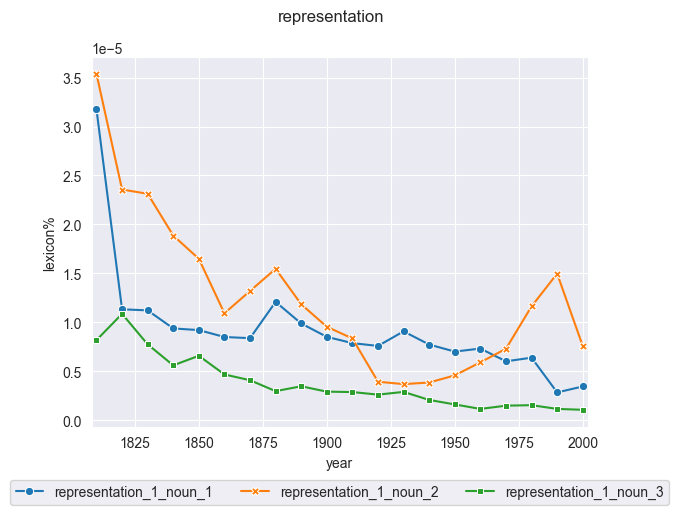 representation
1e−5
3.5
3.0
2.5
2.0
1.5
1.0
0.5
0.0
lexicon%
1825 1850 1875 1900 1925 1950 1975 2000
year
representation_1_noun_1 representation_1_noun_2 representation_1_noun_3